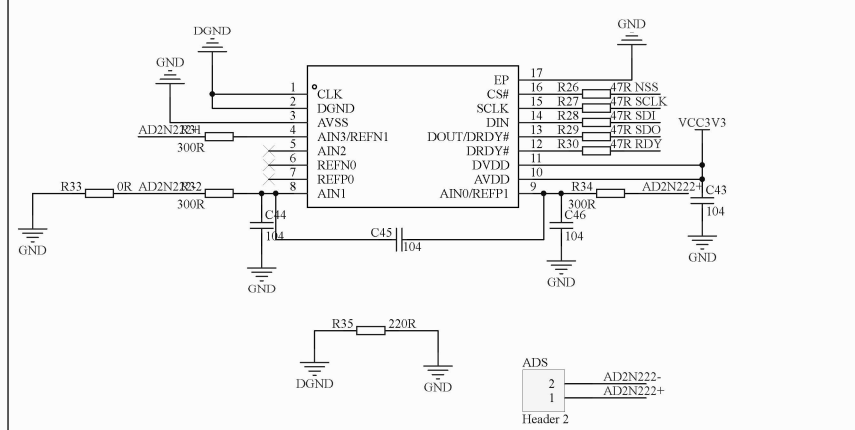 GND
DGND
GND
EP 17
1 CLK CS# 16 R26 47R NSS
2 DGND SCLK 15 R27 47R SCLK
3 AVSS DIN 14 R28 47R SDI
4 AIN3/REFN1 DOUT/DRDY# 13 R29 47R SDO
300R
5 AIN2 DRDY# 12 R30 47R RDY
VCC3V3
6 REFN0 DVDD 11
7 REFP0 AVDD 10
R33 0R 8 AIN1 AIN0/REFP1 9 R34 AD2N222+
300R 300R
C43
104
C44
104
C45
104
C46
104
GND
GND
GND
GND
R35 220R
DGND
GND
ADS
2 AD2N222-
1 AD2N222+
Header 2